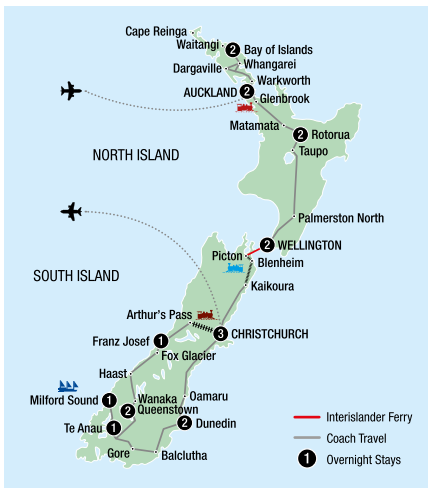 Cape Reinga
Waitangi
2 Bay of Islands
Whangarei
Dargaville
Warkworth
AUCKLAND 2
Glenbrook
Matamata
2 Rotorua
Taupo
NORTH ISLAND
Palmerston North
2 WELLINGTON
Picton
Blenheim
SOUTH ISLAND
Kaikoura
Arthur's Pass
3 CHRISTCHURCH
Franz Josef 1
Fox Glacier
Haast
Milford Sound 1
Wanaka
Oamaru
2 Queenstown
Te Anau 1
2 Dunedin
Gore
Balclutha
Interislander Ferry
Coach Travel
1 Overnight Stays